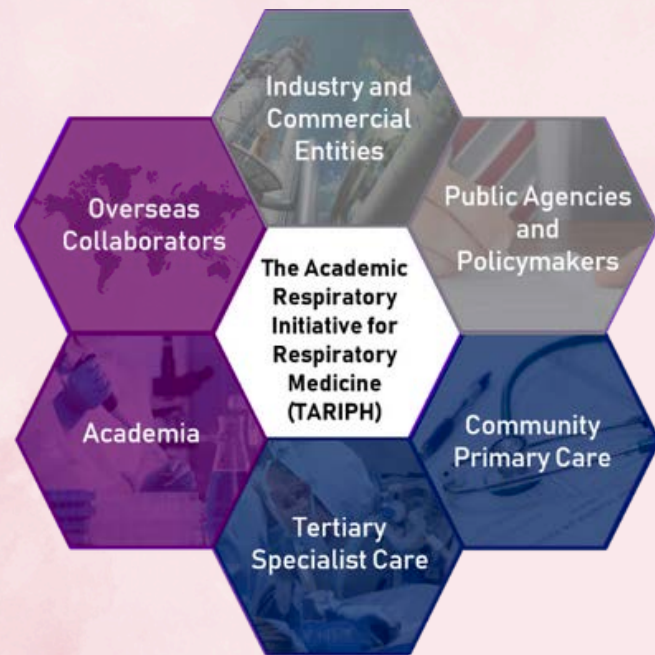 Industry and
Commercial
Entities
Public Agencies
and
Policymakers
Overseas
Collaborators
The Academic
Respiratory
Initiative for
Respiratory
Medicine
(TARIPH)
Academia
Community
Primary Care
Tertiary
Specialist Care